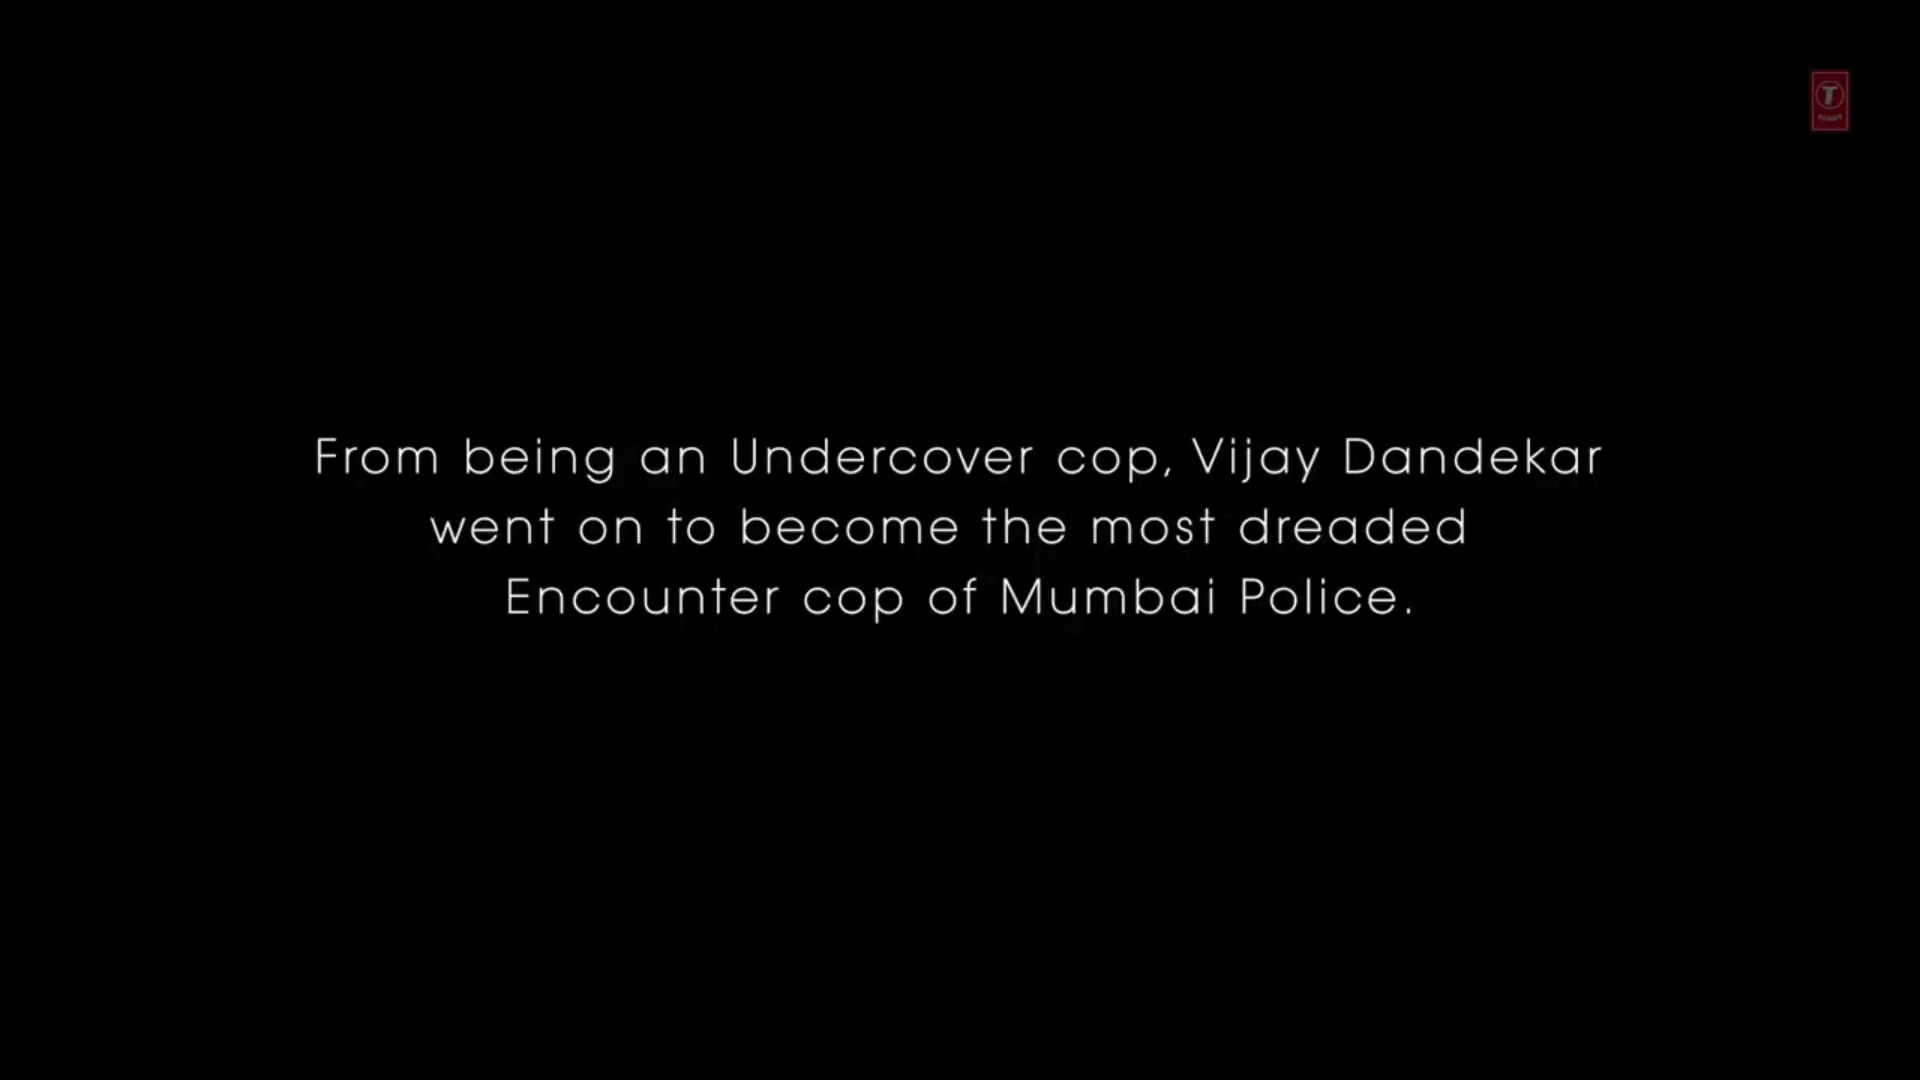 T
SERIES
From being an Undercover cop, Vijay Dandekar
went on to become the most dreaded
Encounter cop of Mumbai Police.